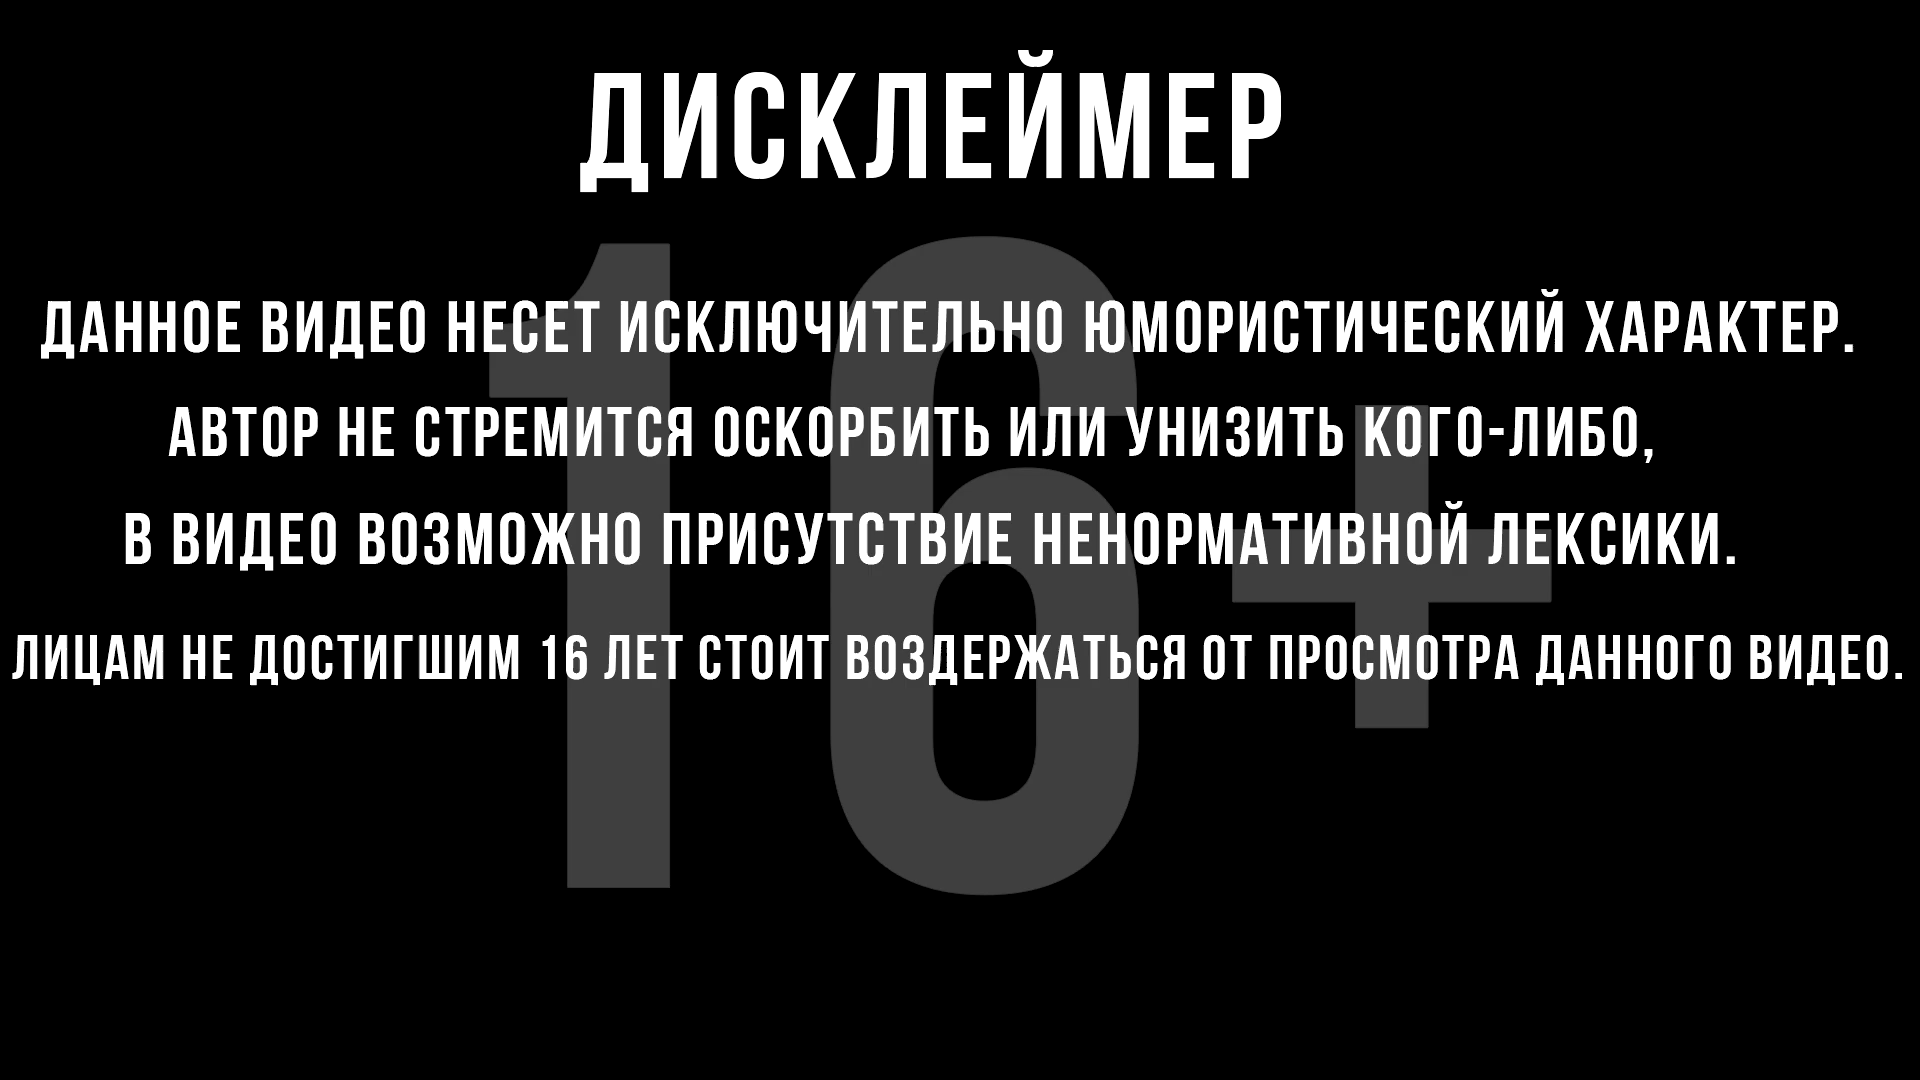 ДИСКЛЕЙМЕР
16+
ДАННОЕ ВИДЕО НЕСЕТ ИСКЛЮЧИТЕЛЬНО ЮМОРИСТИЧЕСКИЙ ХАРАКТЕР.
АВТОР НЕ СТРЕМИТСЯ ОСКОРБИТЬ ИЛИ УНИЗИТЬ КОГО-ЛИБО,
В ВИДЕО ВОЗМОЖНО ПРИСУТСТВИЕ НЕНОРМАТИВНОЙ ЛЕКСИКИ.
ЛИЦАМ НЕ ДОСТИГШИМ 16 ЛЕТ СТОИТ ВОЗДЕРЖАТЬСЯ ОТ ПРОСМОТРА ДАННОГО ВИДЕО.